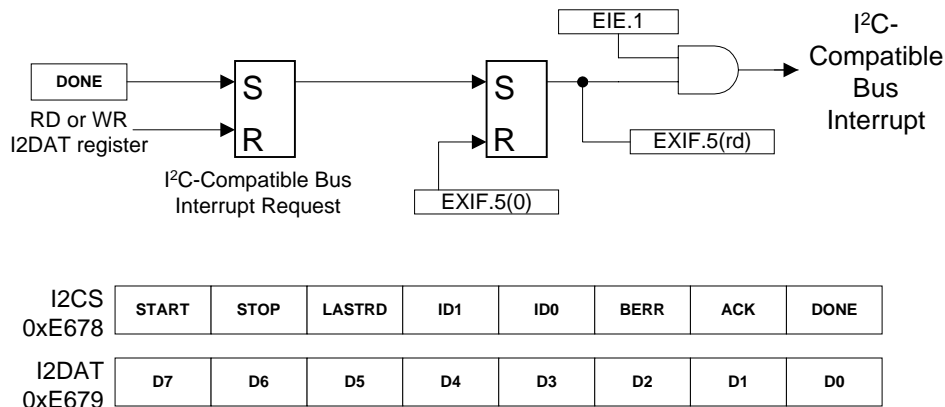 EIE.1
I²C-
Compatible
Bus
Interrupt
DONE
S
R
RD or WR
I2DAT register
I²C-Compatible Bus
Interrupt Request
S
R
EXIF.5(rd)
EXIF.5(0)
I2CS
0xE678
START STOP LASTRD ID1 ID0 BERR ACK DONE
I2DAT
0xE679
D7 D6 D5 D4 D3 D2 D1 D0